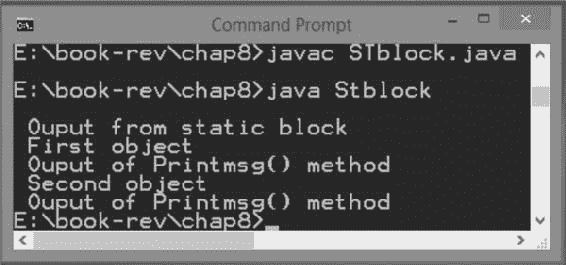 Command Prompt
E:\book-rev\chap8>javac STblock.java
E:\book-rev\chap8>java Stblock
Ouput from static block
First object
Ouput of Printmsg() method
Second object
Ouput of Printmsg() method
E:\book-rev\chap8>_